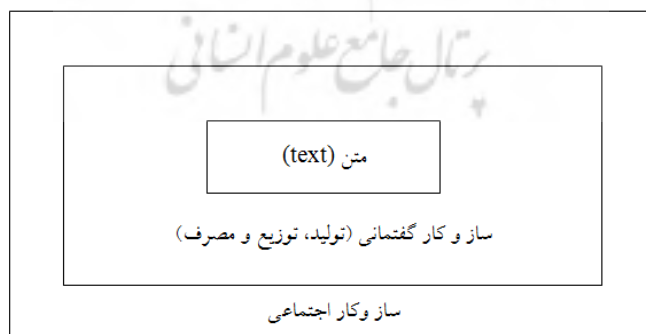 پرتال جامع علوم انسانی
متن (text)
ساز و کار گفتمانی (تولید، توزیع و مصرف)
ساز وکار اجتماعی